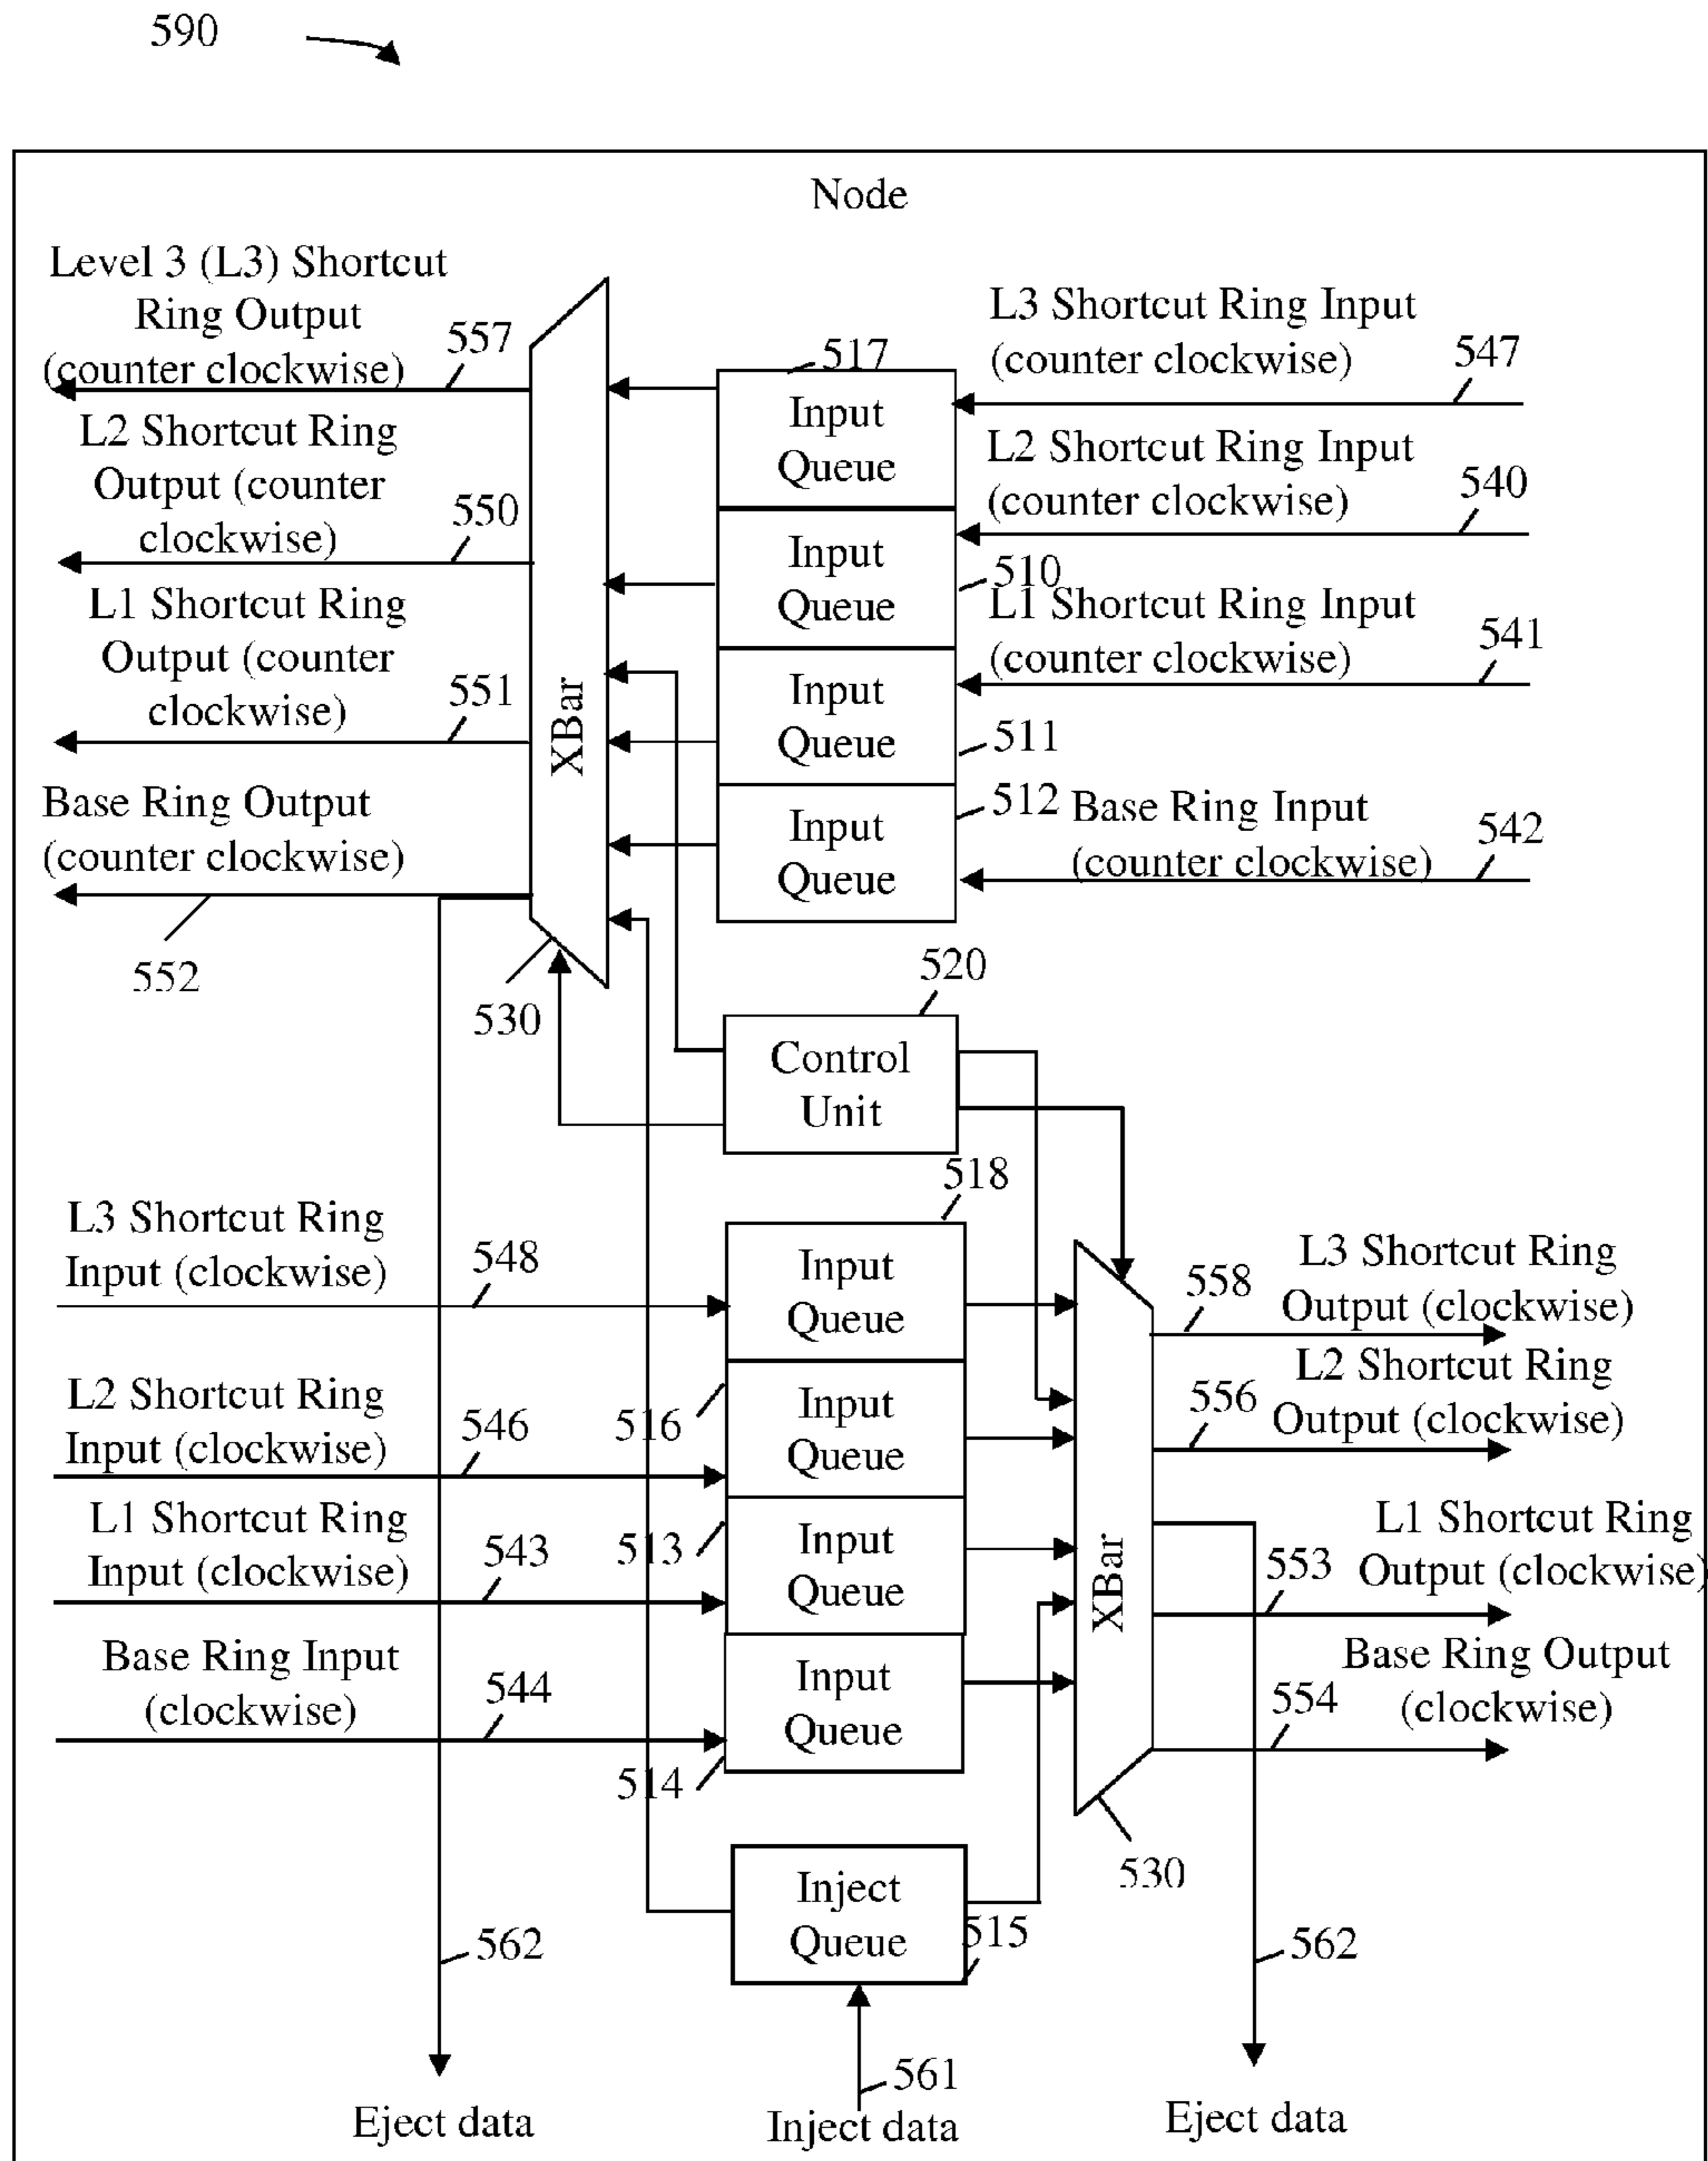 590
Node
Level 3 (L3) Shortcut
Ring Output
(counter clockwise)
557
L2 Shortcut Ring
Output (counter
clockwise)
550
L1 Shortcut Ring
Output (counter
clockwise)
551
Base Ring Output
(counter clockwise)
552
XBar
530
517
Input
Queue
Input
Queue
510
Input
Queue
511
Input
Queue
512
L3 Shortcut Ring Input
(counter clockwise)
547
L2 Shortcut Ring Input
(counter clockwise)
540
L1 Shortcut Ring Input
(counter clockwise)
541
Base Ring Input
(counter clockwise)
542
520
Control
Unit
518
L3 Shortcut Ring
Input (clockwise)
548
L2 Shortcut Ring
Input (clockwise)
546
L1 Shortcut Ring
Input (clockwise)
543
Base Ring Input
(clockwise)
544
Input
Queue
516
Input
Queue
513
Input
Queue
514
Input
Queue
XBar
530
558
L3 Shortcut Ring
Output (clockwise)
556
L2 Shortcut Ring
Output (clockwise)
553
L1 Shortcut Ring
Output (clockwise)
554
Base Ring Output
(clockwise)
Inject
Queue
515
562
562
561
Eject data
Inject data
Eject data